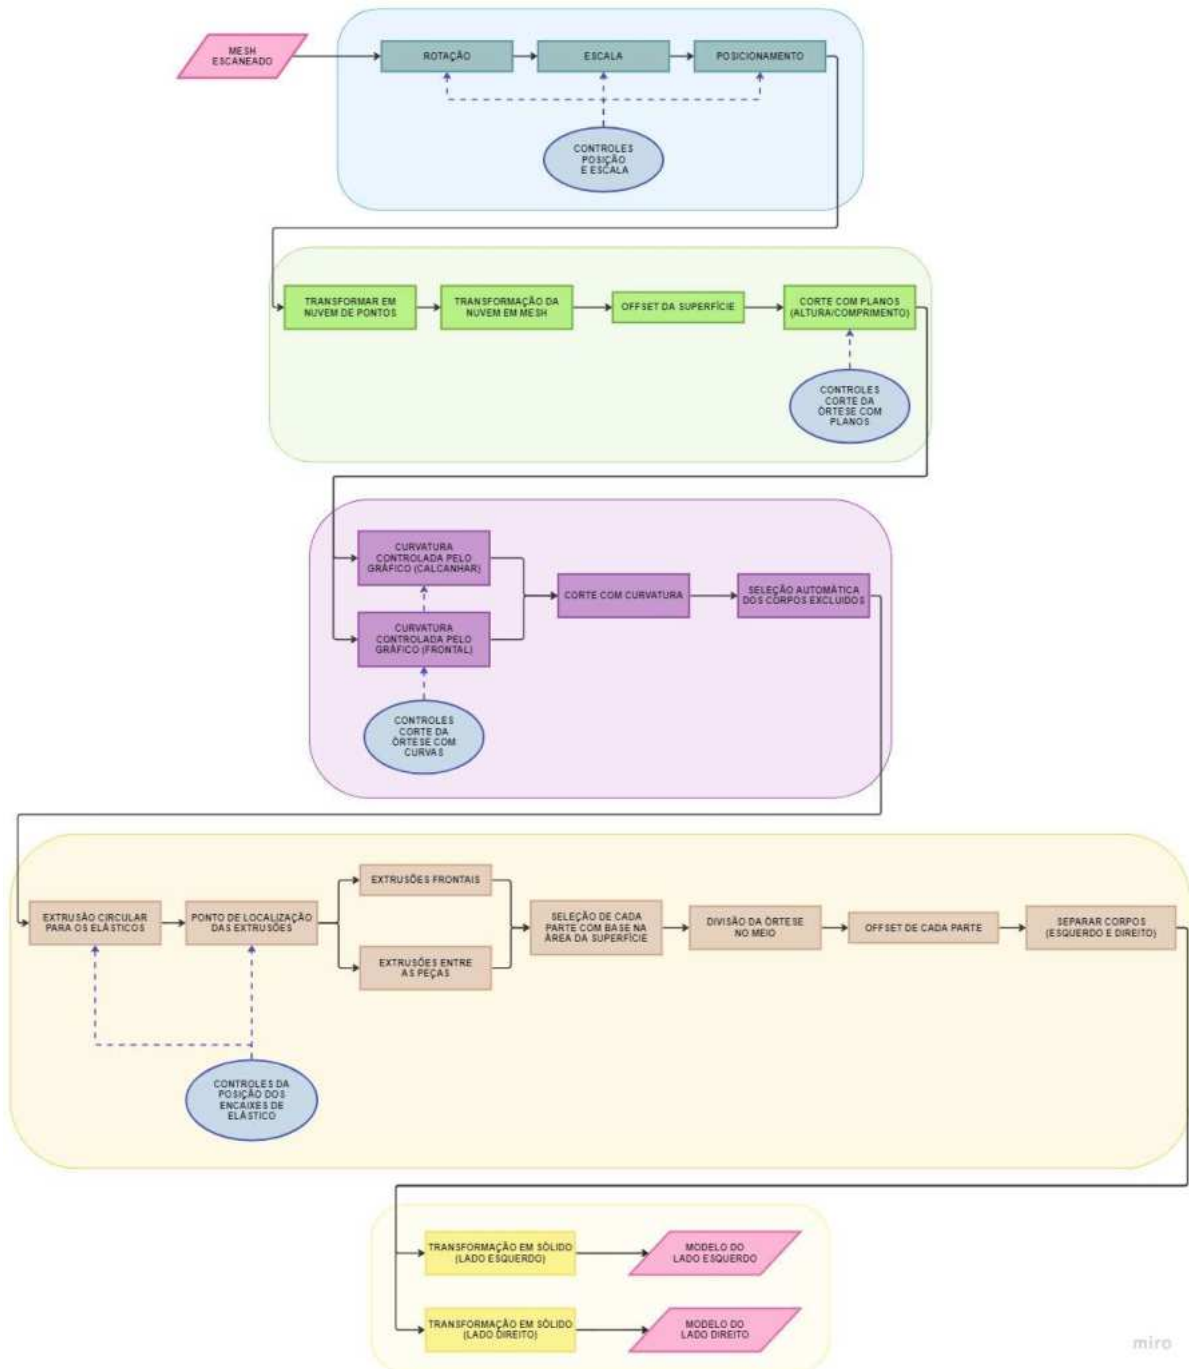 MESH
ESCANEADO
ROTAÇÃO
ESCALA
POSICIONAMENTO
CONTROLES
POSIÇÃO
E ESCALA
TRANSFORMAR EM
NUVEM DE PONTOS
TRANSFORMAÇÃO DA
NUVEM EM MESH
OFFSET DA SUPERFÍCIE
CORTE COM PLANOS
(ALTURA/COMPRIMENTO)
CONTROLES
CORTE DA
ÓRTESE COM
PLANOS
CURVATURA
CONTROLADA PELO
GRÁFICO (CALCANHAR)
CURVATURA
CONTROLADA PELO
GRÁFICO (FRONTAL)
CORTE COM CURVATURA
SELEÇÃO AUTOMÁTICA
DOS CORPOS EXCLUIDOS
CONTROLES
CORTE DA
ÓRTESE COM
CURVAS
EXTRUSÃO CIRCULAR
PARA OS ELÁSTICOS
PONTO DE LOCALIZAÇÃO
DAS EXTRUSÕES
EXTRUSÕES FRONTAIS
EXTRUSÕES ENTRE
AS PEÇAS
SELEÇÃO DE CADA
PARTE COM BASE NA
ÁREA DA SUPERFÍCIE
DIVISÃO DA ÓRTESE
NO MEIO
OFFSET DE CADA PARTE
SEPARAR CORPOS
(ESQUERDO E DIREITO)
CONTROLES DA
POSIÇÃO DOS
ENCAIXES DE
ELÁSTICO
TRANSFORMAÇÃO EM SÓLIDO
(LADO ESQUERDO)
MODELO DO
LADO ESQUERDO
TRANSFORMAÇÃO EM SÓLIDO
(LADO DIREITO)
MODELO DO
LADO DIREITO
miro